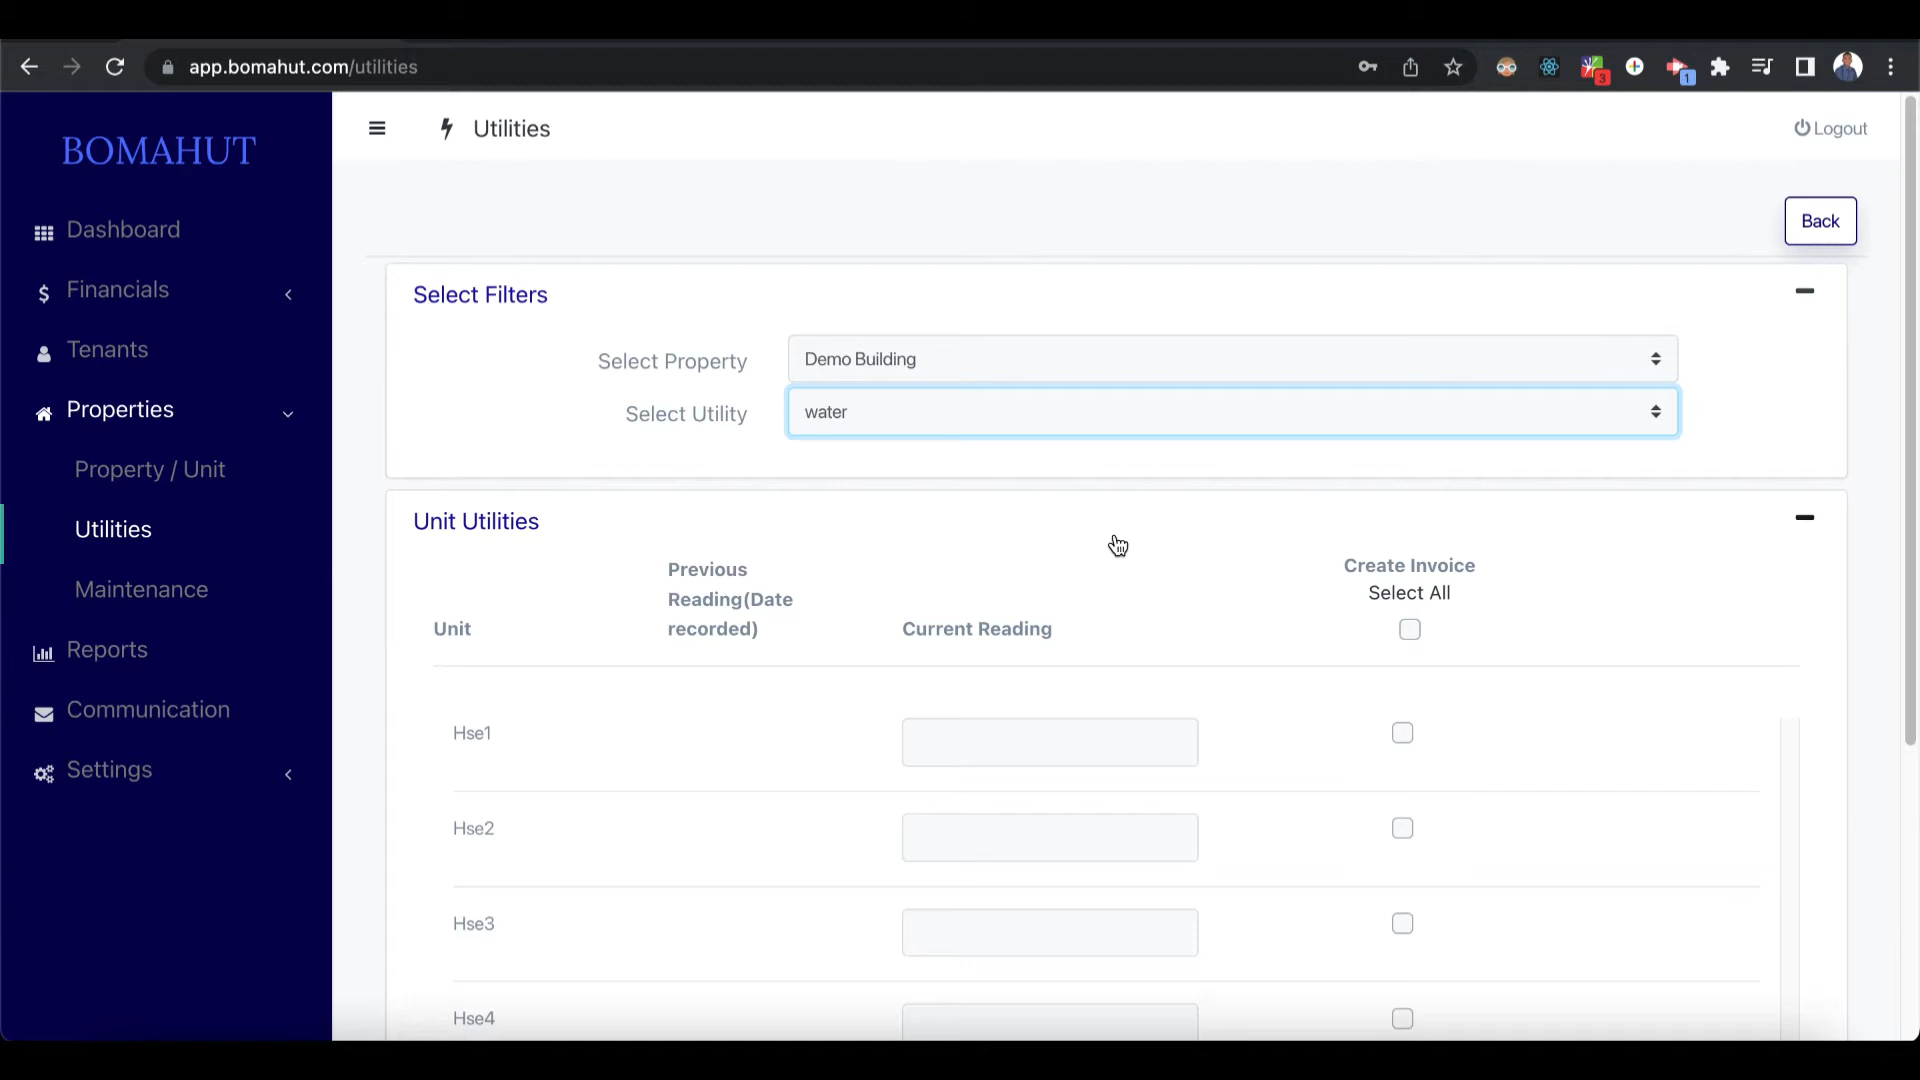 app.bomahut.com/utilities
3
1
BOMAHUT
Utilities
Logout
Dashboard
Financials
Tenants
Properties
Property / Unit
Utilities
Maintenance
Reports
Communication
Settings
Back
Select Filters
Select Property
Demo Building
Select Utility
water
Unit Utilities
Unit
Previous
Reading(Date
recorded)
Current Reading
Create Invoice
Select All
Hse1
Hse2
Hse3
Hse4